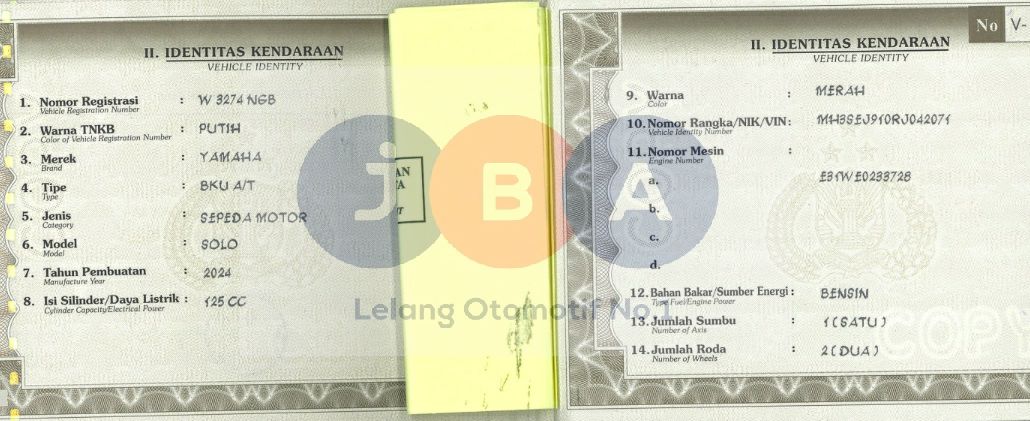 II. IDENTITAS KENDARAAN
VEHICLE IDENTITY
1. Nomor Registrasi : W 3274 NGB
Vehicle Registration Number
2. Warna TNKB : PUTIH
Color of Vehicle Registration Number
3. Merek : YAMAHA
Brand
4. Tipe : BKU A/T
Type
5. Jenis : SEPEDA MOTOR
Category
6. Model : SOLO
Model
7. Tahun Pembuatan : 2024
Manufacture Year
8. Isi Silinder/Daya Listrik : 125 CC
Cylinder Capacity/Electrical Power
AN
TA
jBA
Lelang Otomotif No.1
No V-
II. IDENTITAS KENDARAAN
VEHICLE IDENTITY
9. Warna : MERAH
Color
10. Nomor Rangka/NIK/VIN : MH3SEJ910RJ042071
Vehicle Identity Number
11. Nomor Mesin :
Engine Number
a. E31WE0233728
b.
c.
d.
12. Bahan Bakar/Sumber Energi : BENSIN
Type Fuel/Engine Power
13. Jumlah Sumbu : 1 (SATU)
Number of Axis
14. Jumlah Roda : 2 (DUA)
Number of Wheels
COPY